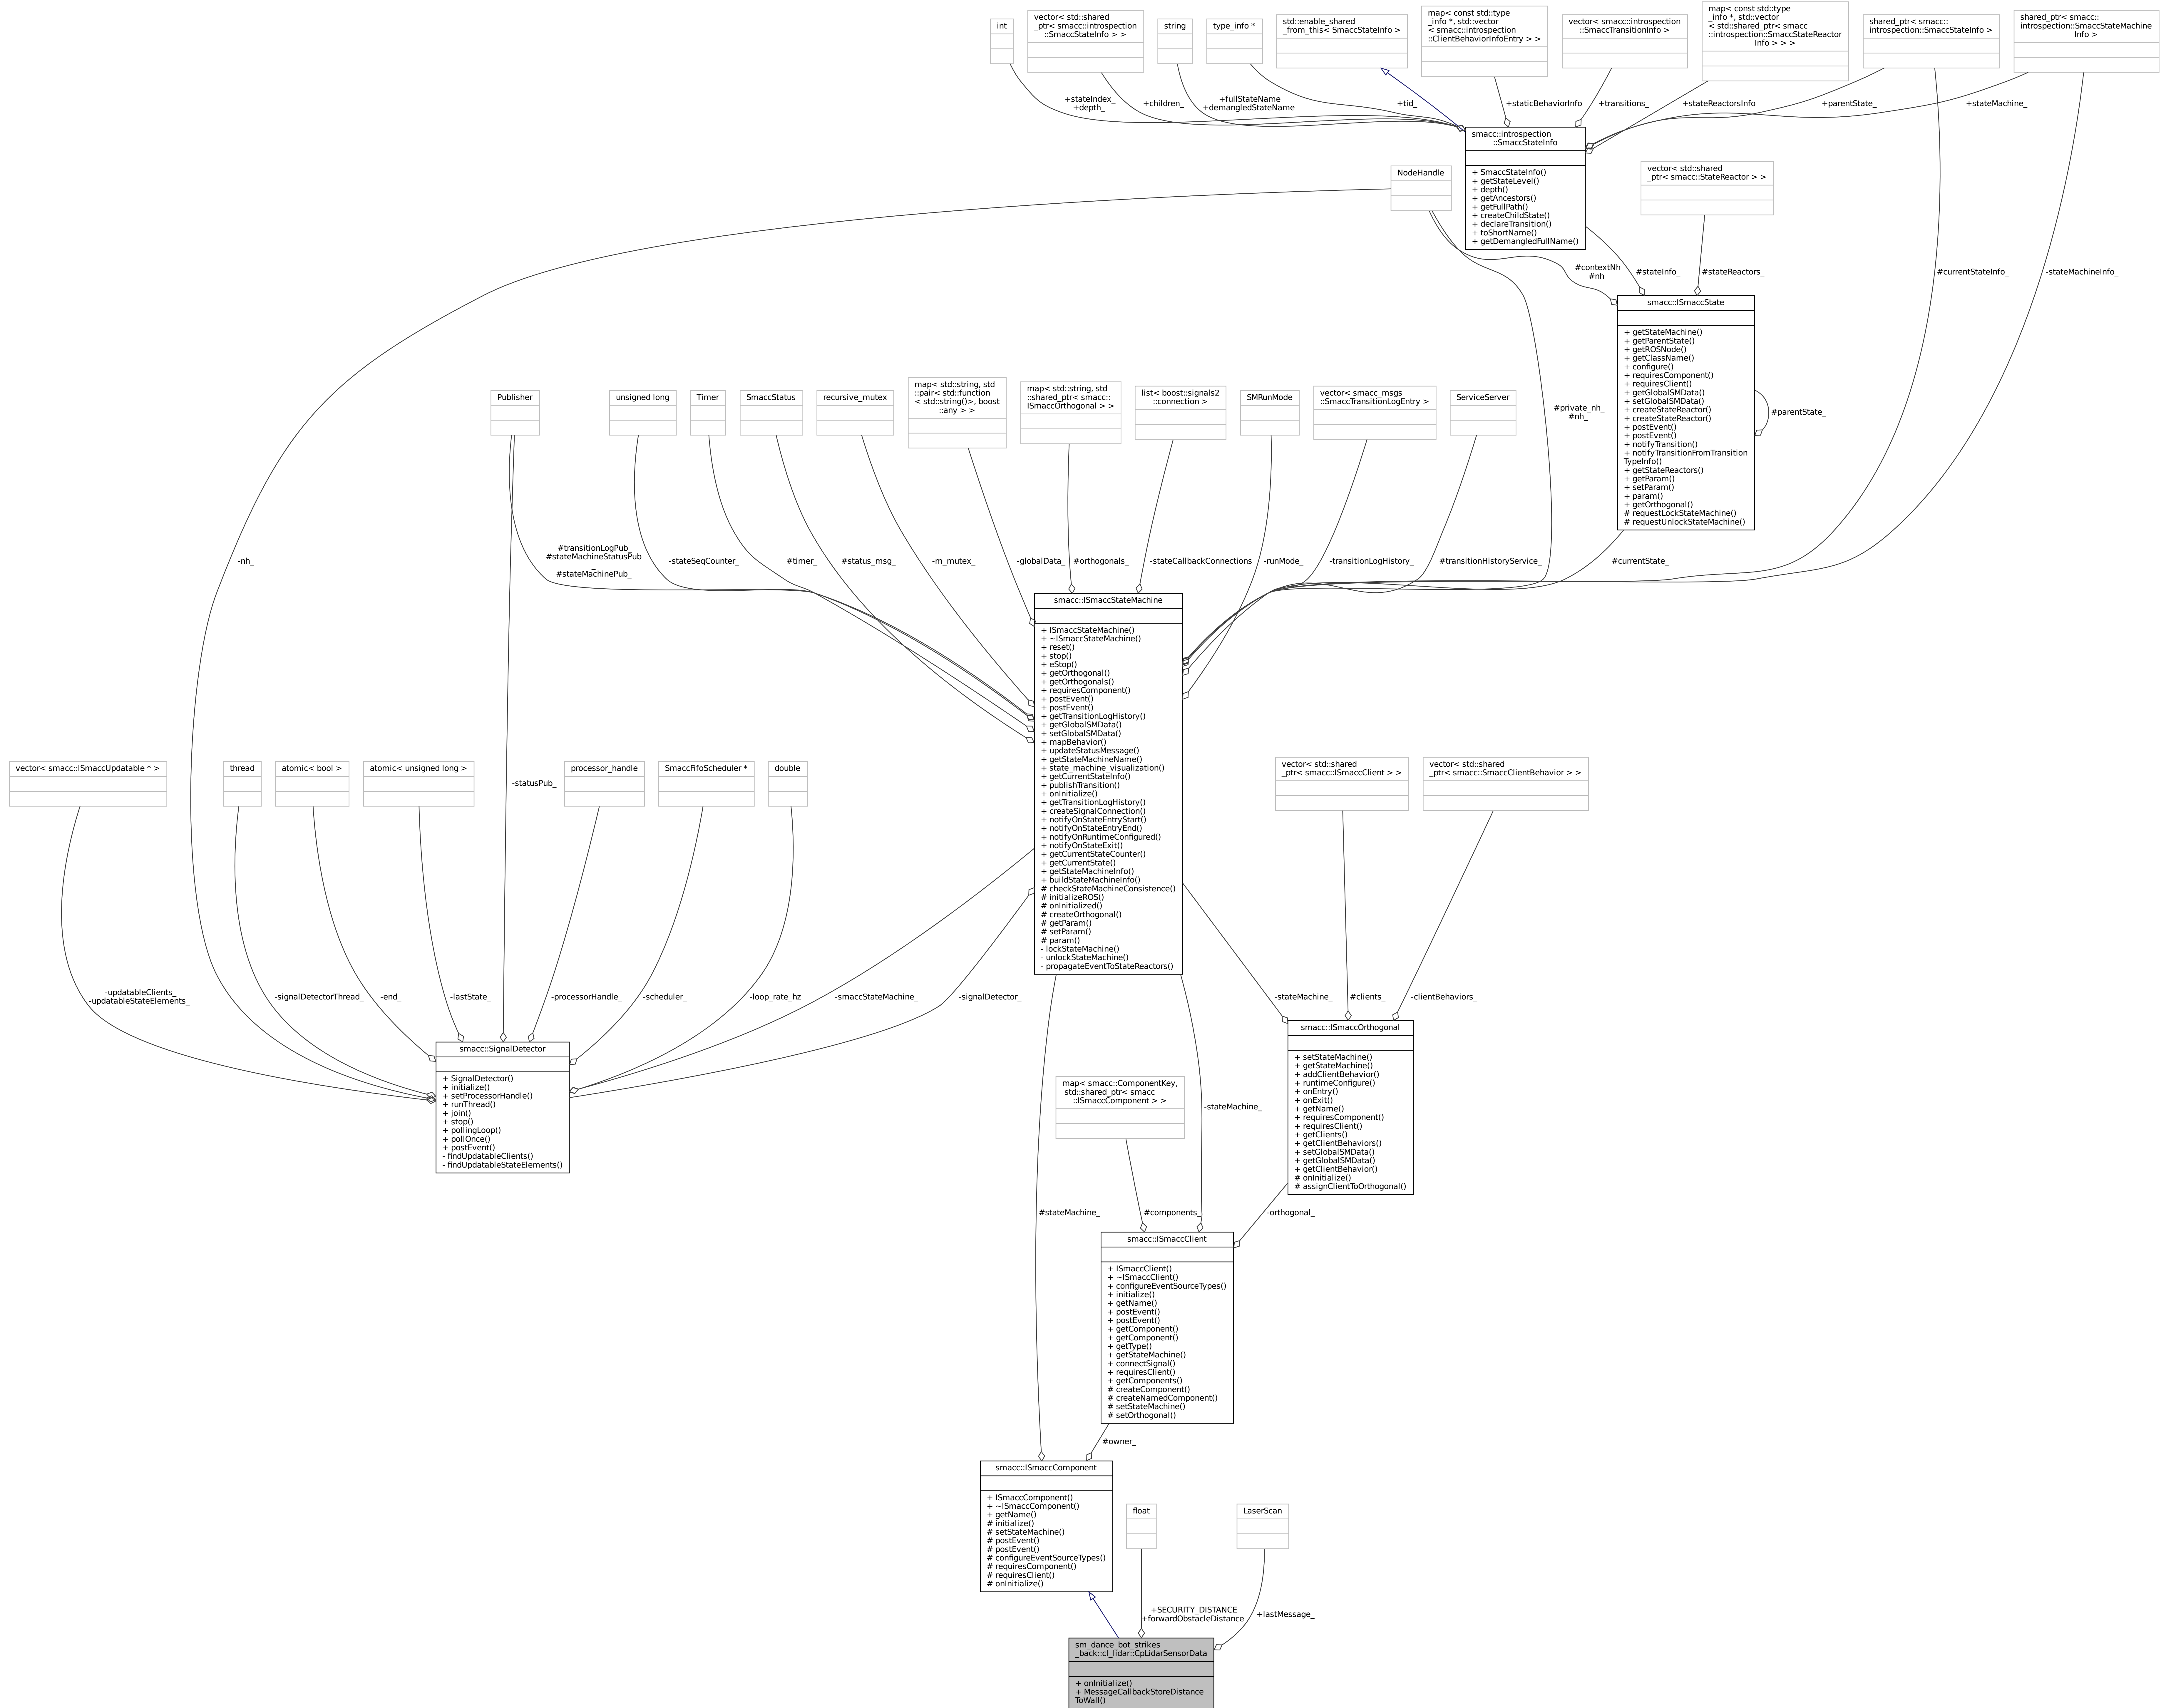 int
vector< std::shared
_ptr< smacc::introspection
::SmaccStateInfo > >
string
type_info *
std::enable_shared
_from_this< SmaccStateInfo >
map< const std::type
_info *, std::vector
< smacc::introspection
::ClientBehaviorInfoEntry > >
vector< smacc::introspection
::SmaccTransitionInfo >
map< const std::type
_info *, std::vector
< std::shared_ptr< smacc
::introspection::SmaccStateReactor
Info > > >
shared_ptr< smacc::
introspection::SmaccStateInfo >
shared_ptr< smacc::
introspection::SmaccStateMachine
Info >
+stateIndex_
+depth_
+children_
+fullStateName
+demangledStateName
+tid_
+staticBehaviorInfo
+transitions_
+stateReactorsInfo
+parentState_
+stateMachine_
smacc::introspection
::SmaccStateInfo
+ SmaccStateInfo()
+ getStateLevel()
+ depth()
+ getAncestors()
+ getFullPath()
+ createChildState()
+ declareTransition()
+ toShortName()
+ getDemangledFullName()
NodeHandle
vector< std::shared
_ptr< smacc::StateReactor > >
#contextNh
#nh
#stateInfo_
#stateReactors_
#currentStateInfo_
-stateMachineInfo_
smacc::ISmaccState
+ getStateMachine()
+ getParentState()
+ getROSNode()
+ getClassName()
+ configure()
+ requiresComponent()
+ requiresClient()
+ getGlobalSMData()
+ setGlobalSMData()
+ createStateReactor()
+ createStateReactor()
+ postEvent()
+ postEvent()
+ notifyTransition()
+ notifyTransitionFromTransition
TypeInfo()
+ getStateReactors()
+ getParam()
+ setParam()
+ param()
+ getOrthogonal()
# requestLockStateMachine()
# requestUnlockStateMachine()
#parentState_
Publisher
unsigned long
Timer
SmaccStatus
recursive_mutex
map< std::string, std
::pair< std::function
< std::string()>, boost
::any > >
map< std::string, std
::shared_ptr< smacc::
ISmaccOrthogonal > >
list< boost::signals2
::connection >
SMRunMode
vector< smacc_msgs
::SmaccTransitionLogEntry >
ServiceServer
#private_nh_
#nh_
-nh_
#transitionLogPub_
#stateMachineStatusPub
_
#stateMachinePub_
-stateSeqCounter_
#timer_
#status_msg_
-m_mutex_
-globalData_
#orthogonals_
-stateCallbackConnections
-runMode_
-transitionLogHistory_
#transitionHistoryService_
#currentState_
smacc::ISmaccStateMachine
+ ISmaccStateMachine()
+ ~ISmaccStateMachine()
+ reset()
+ stop()
+ eStop()
+ getOrthogonal()
+ getOrthogonals()
+ requiresComponent()
+ postEvent()
+ postEvent()
+ getTransitionLogHistory()
+ getGlobalSMData()
+ setGlobalSMData()
+ mapBehavior()
+ updateStatusMessage()
+ getStateMachineName()
+ state_machine_visualization()
+ getCurrentStateInfo()
+ publishTransition()
+ onInitialize()
+ getTransitionLogHistory()
+ createSignalConnection()
+ notifyOnStateEntryStart()
+ notifyOnStateEntryEnd()
+ notifyOnRuntimeConfigured()
+ notifyOnStateExit()
+ getCurrentStateCounter()
+ getCurrentState()
+ getStateMachineInfo()
+ buildStateMachineInfo()
# checkStateMachineConsistence()
# initializeROS()
# onInitialized()
# createOrthogonal()
# getParam()
# setParam()
# param()
- lockStateMachine()
- unlockStateMachine()
- propagateEventToStateReactors()
vector< smacc::ISmaccUpdatable * >
thread
atomic< bool >
atomic< unsigned long >
-statusPub_
processor_handle
SmaccFifoScheduler *
double
vector< std::shared
_ptr< smacc::ISmaccClient > >
vector< std::shared
_ptr< smacc::SmaccClientBehavior > >
-updatableClients_
-updatableStateElements_
-signalDetectorThread_
-end_
-lastState_
-processorHandle_
-scheduler_
-loop_rate_hz
-smaccStateMachine_
-signalDetector_
-stateMachine_
#clients_
-clientBehaviors_
smacc::SignalDetector
+ SignalDetector()
+ initialize()
+ setProcessorHandle()
+ runThread()
+ join()
+ stop()
+ pollingLoop()
+ pollOnce()
+ postEvent()
- findUpdatableClients()
- findUpdatableStateElements()
smacc::ISmaccOrthogonal
+ setStateMachine()
+ getStateMachine()
+ addClientBehavior()
+ runtimeConfigure()
+ onEntry()
+ onExit()
+ getName()
+ requiresComponent()
+ requiresClient()
+ getClients()
+ getClientBehaviors()
+ setGlobalSMData()
+ getGlobalSMData()
+ getClientBehavior()
# onInitialize()
# assignClientToOrthogonal()
map< smacc::ComponentKey,
std::shared_ptr< smacc
::ISmaccComponent > >
-stateMachine_
#stateMachine_
#components_
-orthogonal_
smacc::ISmaccClient
+ ISmaccClient()
+ ~ISmaccClient()
+ configureEventSourceTypes()
+ initialize()
+ getName()
+ postEvent()
+ postEvent()
+ getComponent()
+ getComponent()
+ getType()
+ getStateMachine()
+ connectSignal()
+ requiresClient()
+ getComponents()
# createComponent()
# createNamedComponent()
# setStateMachine()
# setOrthogonal()
#owner_
smacc::ISmaccComponent
+ ISmaccComponent()
+ ~ISmaccComponent()
+ getName()
# initialize()
# setStateMachine()
# postEvent()
# postEvent()
# configureEventSourceTypes()
# requiresComponent()
# requiresClient()
# onInitialize()
float
LaserScan
+SECURITY_DISTANCE
+forwardObstacleDistance
+lastMessage_
sm_dance_bot_strikes
_back::cl_lidar::CpLidarSensorData
+ onInitialize()
+ MessageCallbackStoreDistance
ToWall()